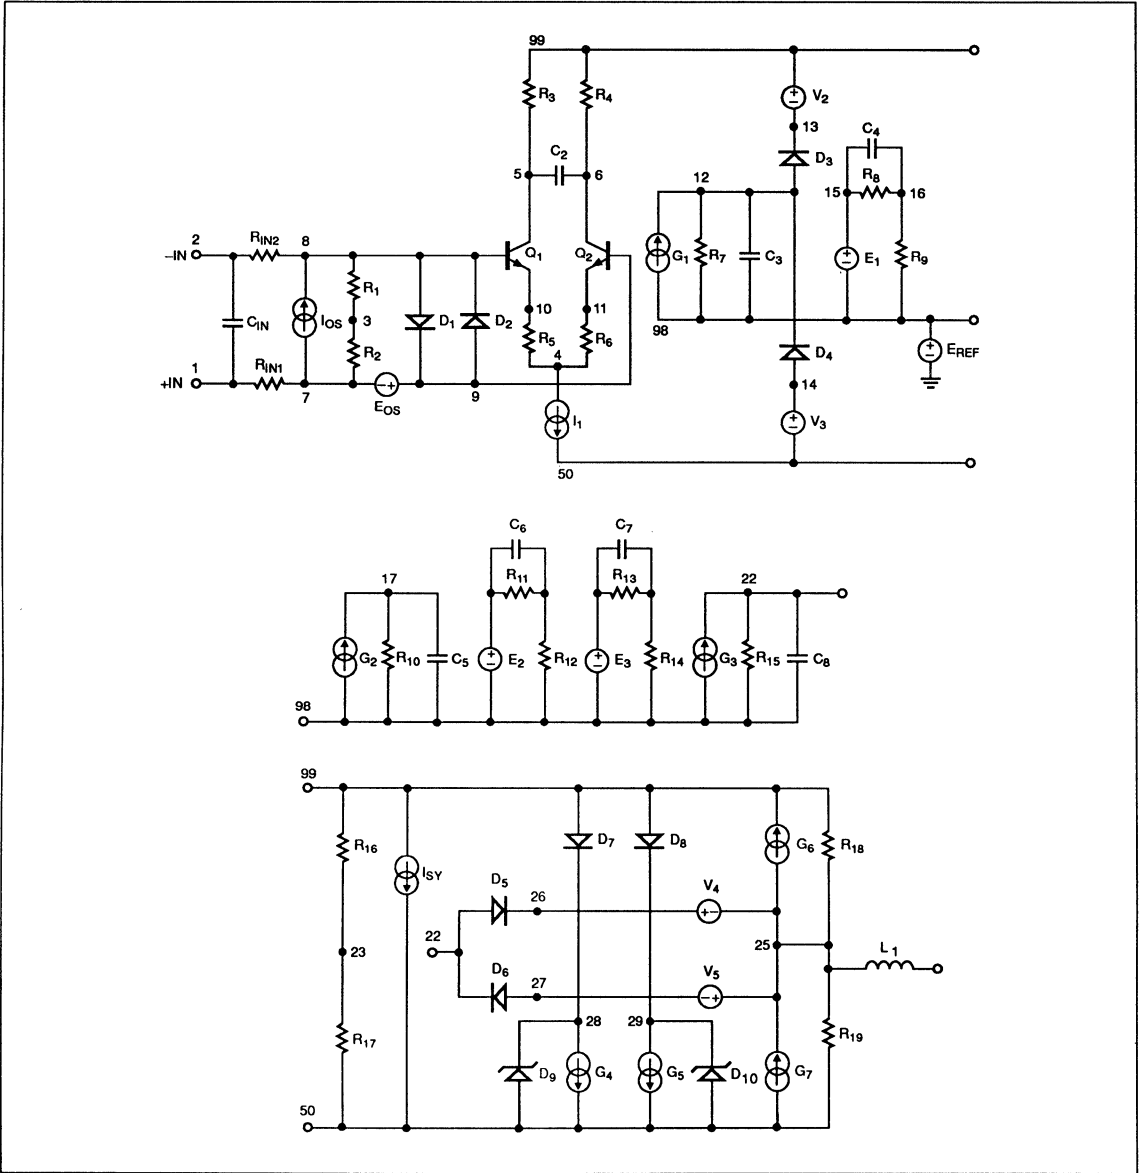 99
R3
R4
V2
13
C4
C2
D3
5
6
12
R8
15
16
2
RIN2
8
–IN
Q1
Q2
G1
R7
C3
E1
R9
R1
10
11
CIN
IOS
3
D1
D2
98
R5
R6
R2
4
D4
EREF
1
RIN1
+IN
7
EOS
9
14
I1
V3
50
C6
C7
17
R11
R13
22
G2
R10
C5
E2
R12
E3
R14
G3
R15
C8
98
99
R16
D7
D8
G6
R18
ISY
D5
26
V4
22
23
25
L1
D6
27
V5
28
29
R17
R19
D9
G4
G5
D10
G7
50